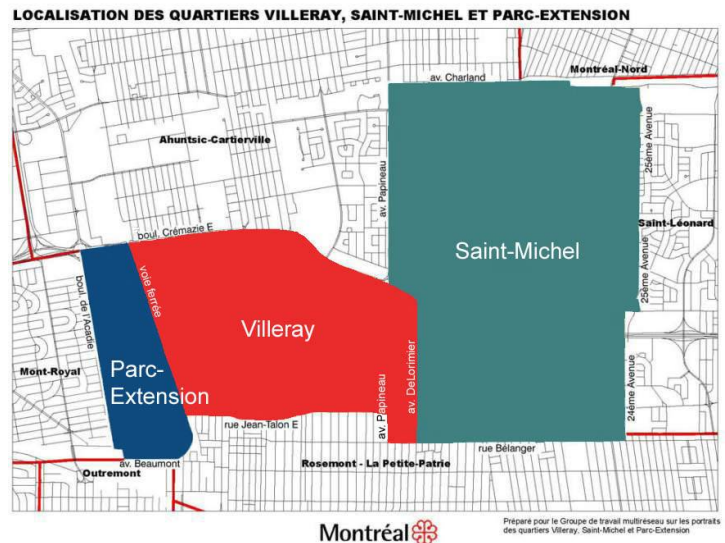 LOCALISATION DES QUARTIERS VILLERAY, SAINT-MICHEL ET PARC-EXTENSION
Montréal-Nord
av. Charland
Ahuntsic-Cartierville
25ème Avenue
av. Papineau
Saint-Léonard
boul. Crémazie E
Saint-Michel
voie ferrée
boul. de l'Acadie
25ème Avenue
Villeray
Mont-Royal
Parc-
Extension
av. DeLorimier
24ème Avenue
av. Papineau
rue Jean-Talon E
rue Bélanger
av. Beaumont
Rosemont - La Petite-Patrie
Outremont
Montréal
Préparé pour le Groupe de travail multiréseau sur les portraits
des quartiers Villeray, Saint-Michel et Parc-Extension